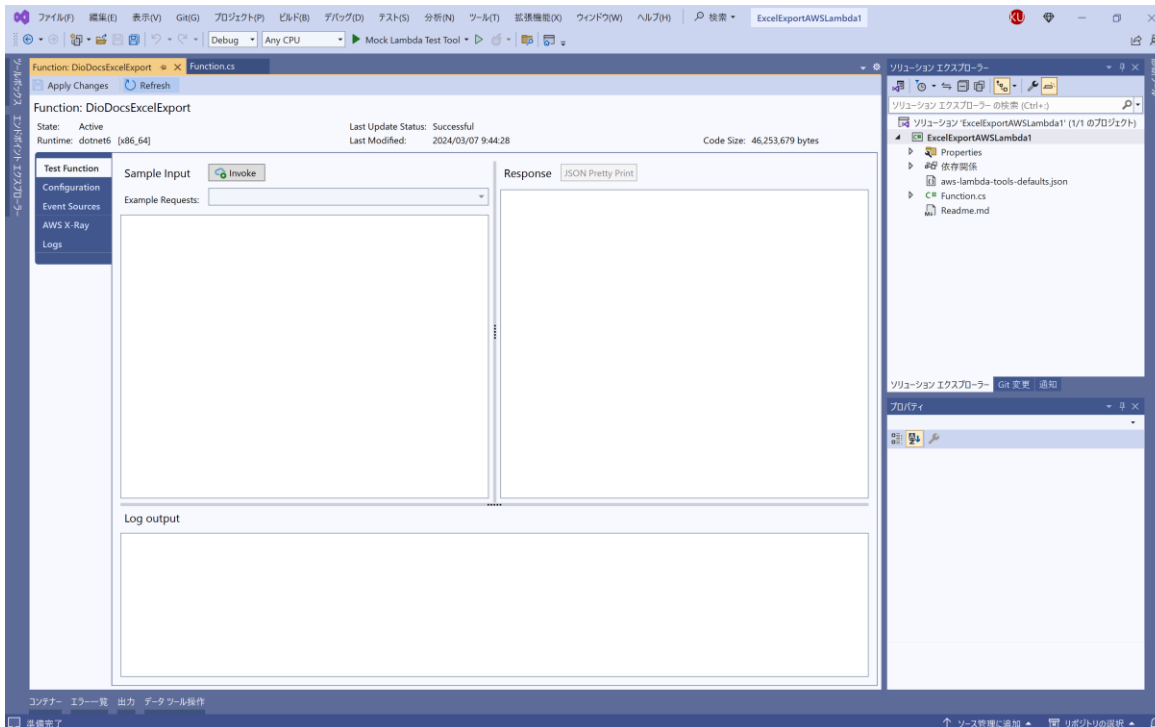 ファイル(F) 編集(E) 表示(V) Git(G) プロジェクト(P) ビルド(B) デバッグ(D) テスト(S) 分析(N) ツール(T) 拡張機能(X) ウィンドウ(W) ヘルプ(H) 検索 ExcelExportAWSLambda1 KU
Debug Any CPU Mock Lambda Test Tool
ツールボックス エンドポイント エクスプローラー
Function: DioDocsExcelExport Function.cs
Apply Changes Refresh
Function: DioDocsExcelExport
State: Active Last Update Status: Successful
Runtime: dotnet6 [x86_64] Last Modified: 2024/03/07 9:44:28 Code Size: 46,253,679 bytes
Test Function
Configuration
Event Sources
AWS X-Ray
Logs
Sample Input Invoke
Example Requests:
Response JSON Pretty Print
Log output
ソリューション エクスプローラー
ソリューション エクスプローラー の検索 (Ctrl+:)
ソリューション 'ExcelExportAWSLambda1' (1/1 のプロジェクト)
ExcelExportAWSLambda1
Properties
依存関係
aws-lambda-tools-defaults.json
C# Function.cs
Readme.md
ソリューション エクスプローラー Git 変更 通知
プロパティ
コンテナー エラー一覧 出力 データ ツール操作
準備完了 ソース管理に追加 リポジトリの選択